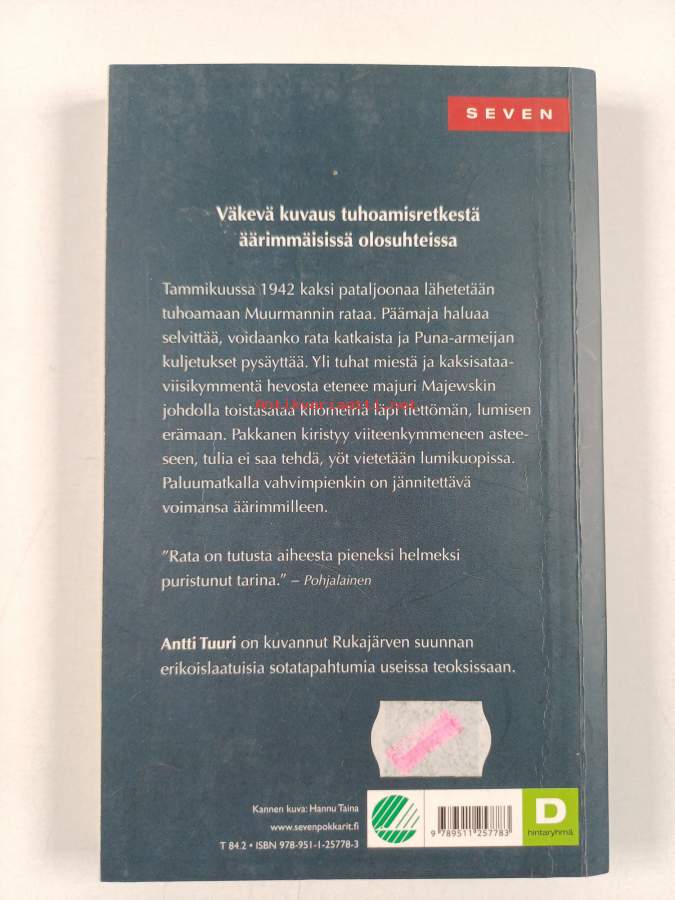 SEVEN
Väkevä kuvaus tuhoamisretkestä
äärimmäisissä olosuhteissa
Tammikuussa 1942 kaksi pataljoonaa lähetetään
tuhoamaan Muurmannin rataa. Päämaja haluaa
selvittää, voidaanko rata katkaista ja Puna-armeijan
kuljetukset pysäyttää. Yli tuhat miestä ja kaksisataa-
viisikymmentä hevosta etenee majuri Majewskin
johdolla toistasataa kilometriä läpi tiettömän, lumisen
Antikvariaatti.net
erämaan. Pakkanen kiristyy viiteenkymmeneen astee-
seen, tulia ei saa tehdä, yöt vietetään lumikuopissa.
Paluumatkalla vahvimpienkin on jännitettävä
voimansa äärimmilleen.
”Rata on tutusta aiheesta pieneksi helmeksi
puristunut tarina.” – Pohjalainen
Antti Tuuri on kuvannut Rukajärven suunnan
erikoislaatuisia sotatapahtumia useissa teoksissaan.
Kannen kuva: Hannu Taina
www.sevenpokkarit.fi
T 84.2 • ISBN 978-951-1-25778-3
9 789511 257783
D
hintaryhmä